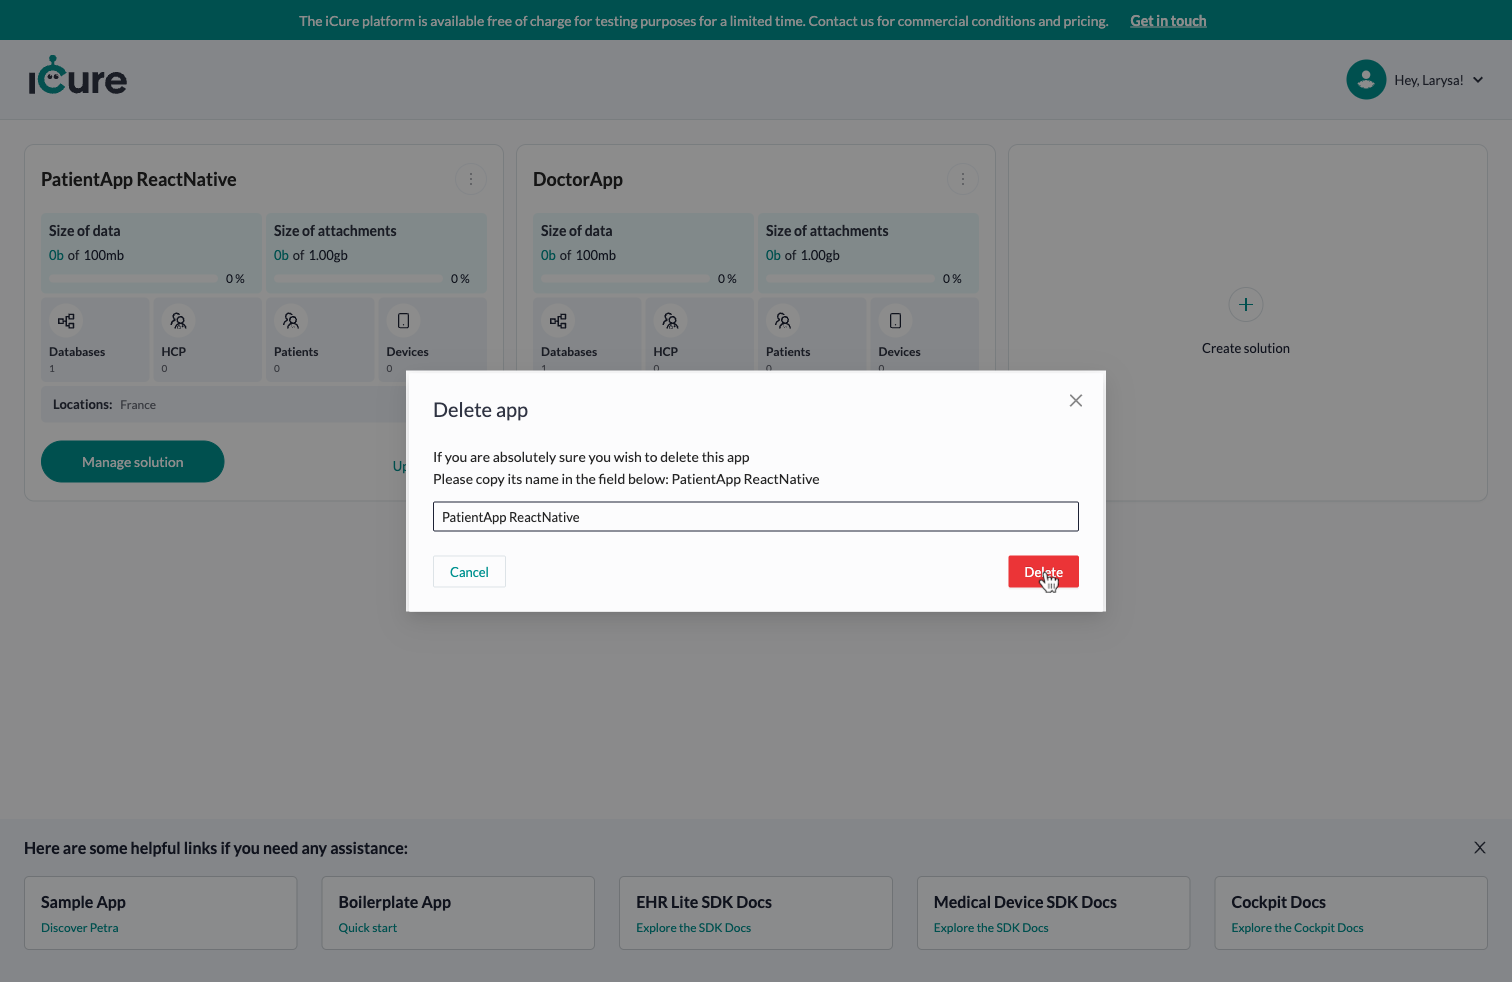 The iCure platform is available free of charge for testing purposes for a limited time. Contact us for commercial conditions and pricing. Get in touch
iCure
Hey, Larysa!
PatientApp ReactNative
Size of data
0b of 100mb
0 %
Size of attachments
0b of 1.00gb
0 %
Databases
1
HCP
0
Patients
0
Devices
0
Locations: France
Manage solution
DoctorApp
Size of data
0b of 100mb
0 %
Size of attachments
0b of 1.00gb
0 %
Databases
1
HCP
0
Patients
0
Devices
0
Create solution
Delete app
If you are absolutely sure you wish to delete this app
Please copy its name in the field below: PatientApp ReactNative
PatientApp ReactNative
Cancel
Delete
Here are some helpful links if you need any assistance:
Sample App
Discover Petra
Boilerplate App
Quick start
EHR Lite SDK Docs
Explore the SDK Docs
Medical Device SDK Docs
Explore the SDK Docs
Cockpit Docs
Explore the Cockpit Docs